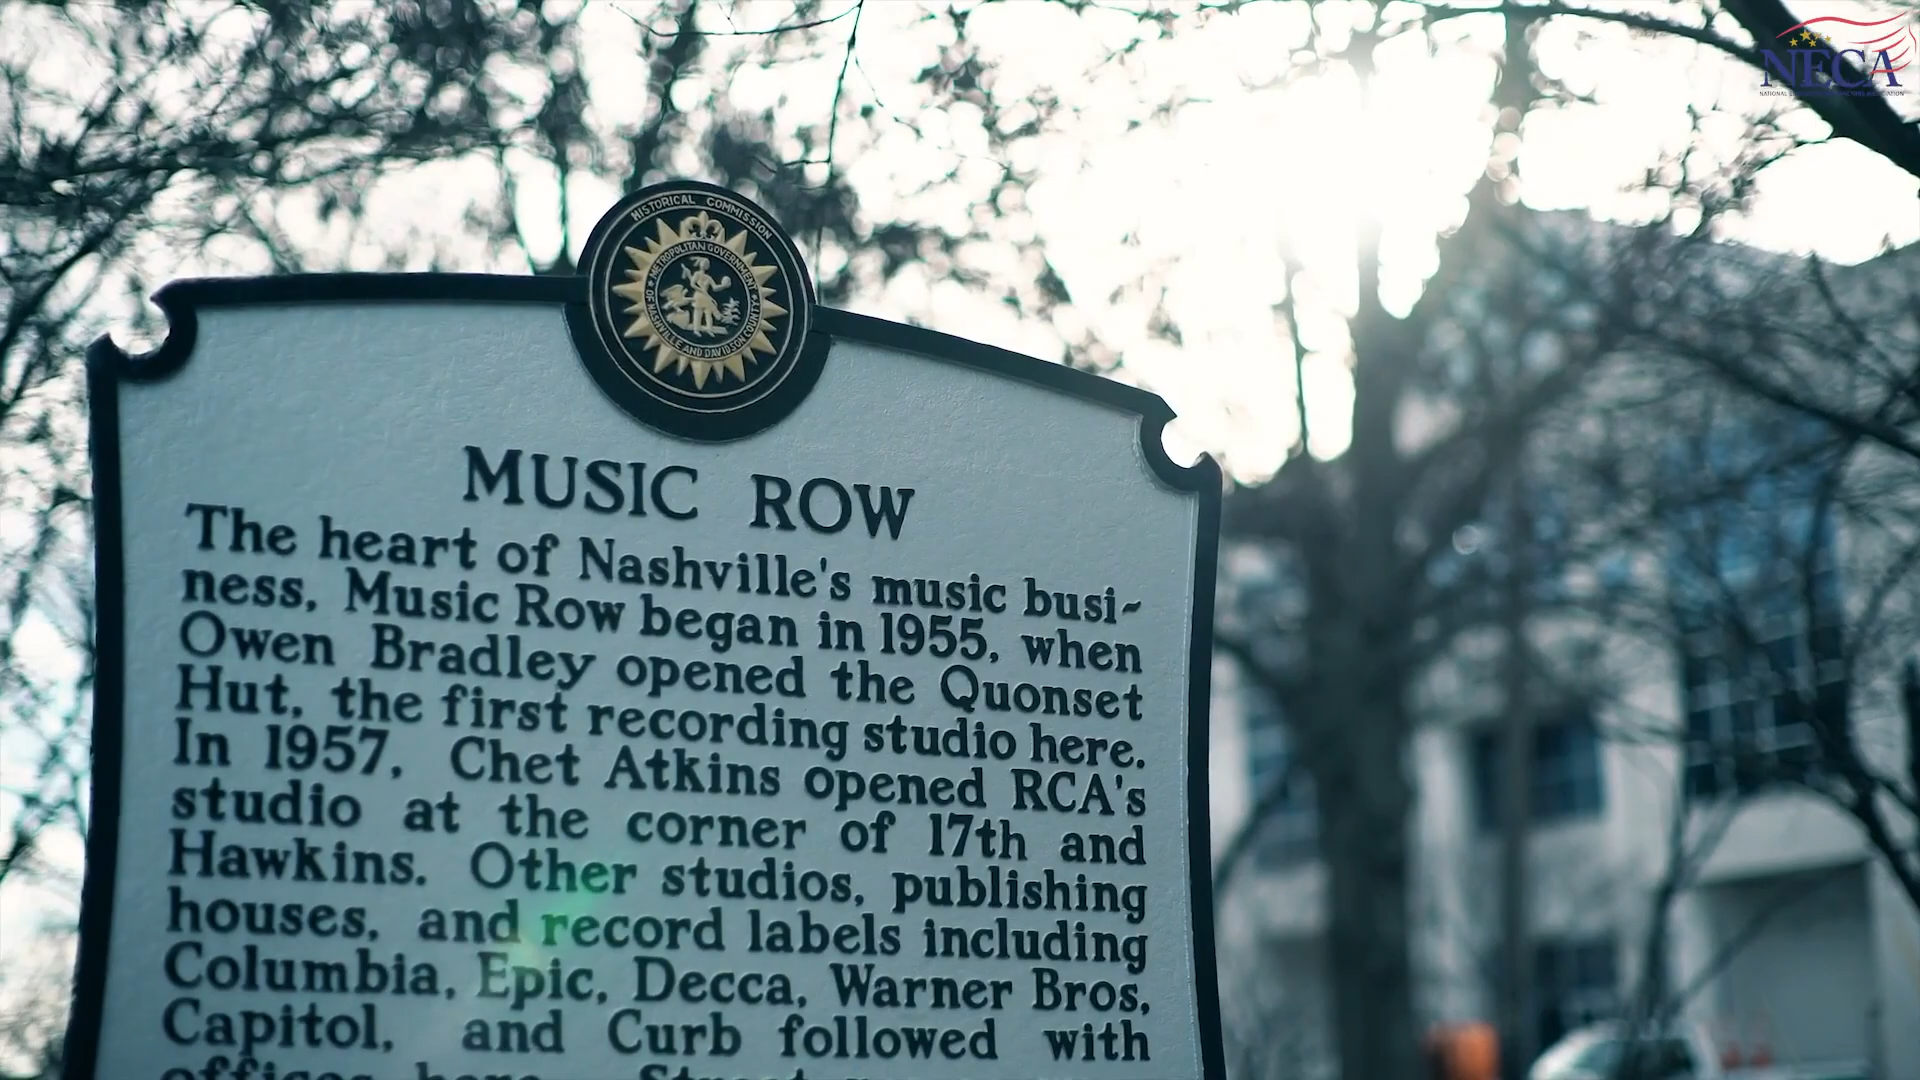 NECA
HISTORICAL COMMISSION
METROPOLITAN GOVERNMENT
OF NASHVILLE AND DAVIDSON COUNTY
MUSIC ROW
The heart of Nashville's music busi-
ness, Music Row began in 1955, when
Owen Bradley opened the Quonset
Hut, the first recording studio here.
In 1957, Chet Atkins opened RCA's
studio at the corner of 17th and
Hawkins. Other studios, publishing
houses, and record labels including
Columbia, Epic, Decca, Warner Bros,
Capitol, and Curb followed with
offices here.